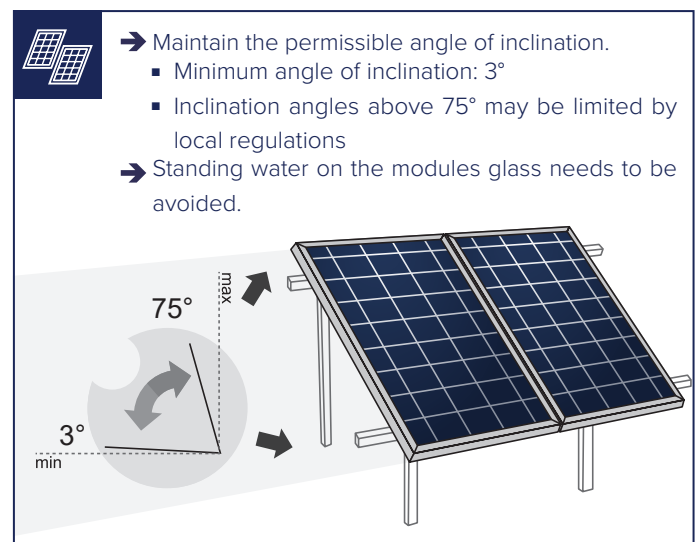 ➔ Maintain the permissible angle of inclination.
▪ Minimum angle of inclination: 3°
▪ Inclination angles above 75° may be limited by
local regulations
➔ Standing water on the modules glass needs to be
avoided.
max
75°
3°
min